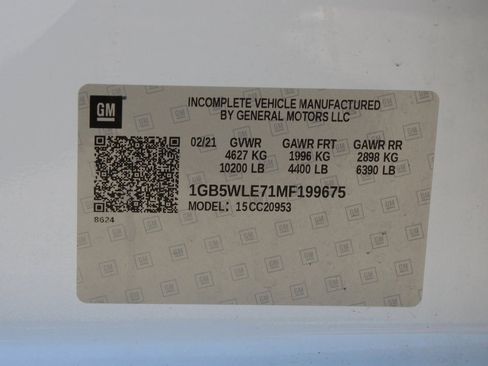 GM
INCOMPLETE VEHICLE MANUFACTURED
BY GENERAL MOTORS LLC
02/21 GVWR GAWR FRT GAWR RR
4627 KG 1996 KG 2898 KG
10200 LB 4400 LB 6390 LB
1GB5WLE71MF199675
MODEL: 15CC20953
8624